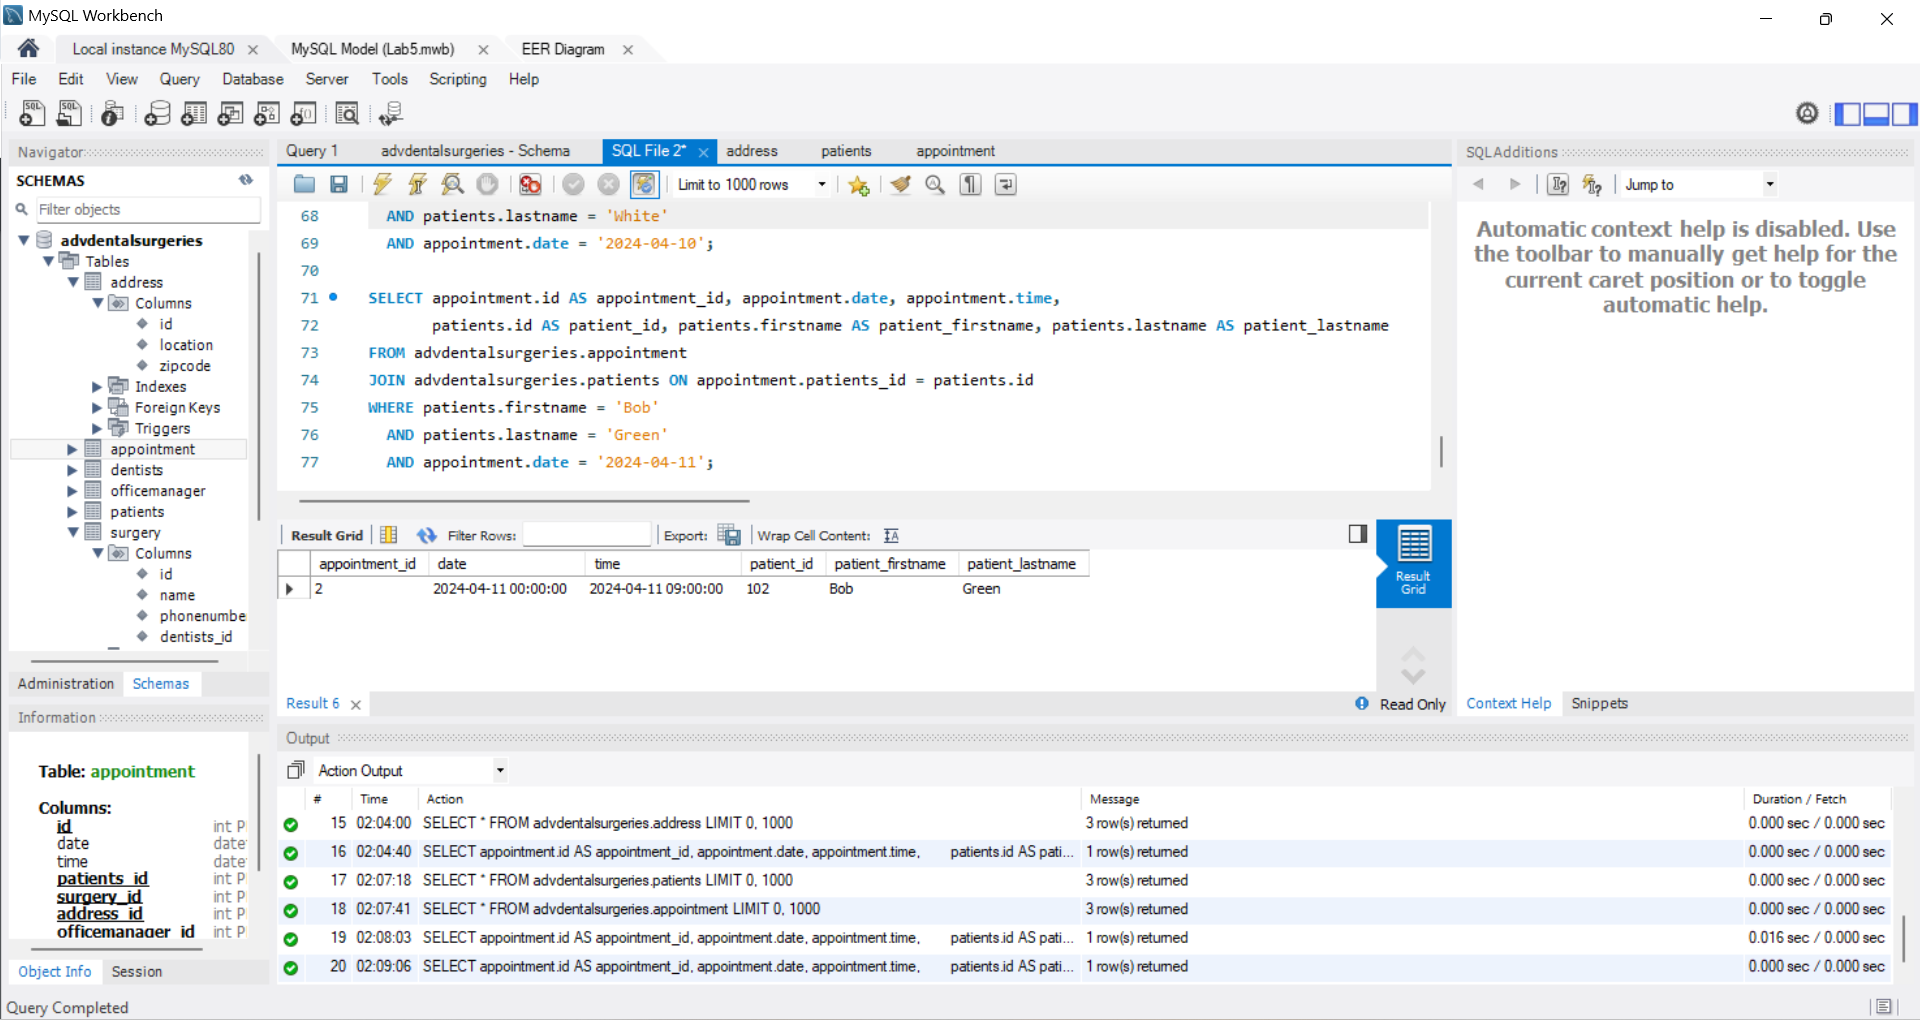 MySQL Workbench
Local instance MySQL80
MySQL Model (Lab5.mwb)
EER Diagram
File Edit View Query Database Server Tools Scripting Help
Navigator
SCHEMAS
Filter objects
advdentalsurgeries
Tables
address
Columns
id
location
zipcode
Indexes
Foreign Keys
Triggers
appointment
dentists
officemanager
patients
surgery
Columns
id
name
phonenumbe
dentists_id
Administration Schemas
Information
Table: appointment
Columns:
id int P
date date
time date
patients_id int P
surgery_id int P
address_id int P
officemanager_id int P
Object Info Session
Query Completed
Query 1 advdentalsurgeries - Schema SQL File 2* address patients appointment
Limit to 1000 rows
68 AND patients.lastname = 'White'
69 AND appointment.date = '2024-04-10';
70
71 SELECT appointment.id AS appointment_id, appointment.date, appointment.time,
72 patients.id AS patient_id, patients.firstname AS patient_firstname, patients.lastname AS patient_lastname
73 FROM advdentalsurgeries.appointment
74 JOIN advdentalsurgeries.patients ON appointment.patients_id = patients.id
75 WHERE patients.firstname = 'Bob'
76 AND patients.lastname = 'Green'
77 AND appointment.date = '2024-04-11';
Result Grid Filter Rows: Export: Wrap Cell Content:
appointment_id date time patient_id patient_firstname patient_lastname
2 2024-04-11 00:00:00 2024-04-11 09:00:00 102 Bob Green
Result
Grid
Result 6
Read Only
SQLAdditions
Jump to
Automatic context help is disabled. Use
the toolbar to manually get help for the
current caret position or to toggle
automatic help.
Context Help Snippets
Output
Action Output
# Time Action Message Duration / Fetch
15 02:04:00 SELECT * FROM advdentalsurgeries.address LIMIT 0, 1000 3 row(s) returned 0.000 sec / 0.000 sec
16 02:04:40 SELECT appointment.id AS appointment_id, appointment.date, appointment.time, patients.id AS pati... 1 row(s) returned 0.000 sec / 0.000 sec
17 02:07:18 SELECT * FROM advdentalsurgeries.patients LIMIT 0, 1000 3 row(s) returned 0.000 sec / 0.000 sec
18 02:07:41 SELECT * FROM advdentalsurgeries.appointment LIMIT 0, 1000 3 row(s) returned 0.000 sec / 0.000 sec
19 02:08:03 SELECT appointment.id AS appointment_id, appointment.date, appointment.time, patients.id AS pati... 1 row(s) returned 0.016 sec / 0.000 sec
20 02:09:06 SELECT appointment.id AS appointment_id, appointment.date, appointment.time, patients.id AS pati... 1 row(s) returned 0.000 sec / 0.000 sec